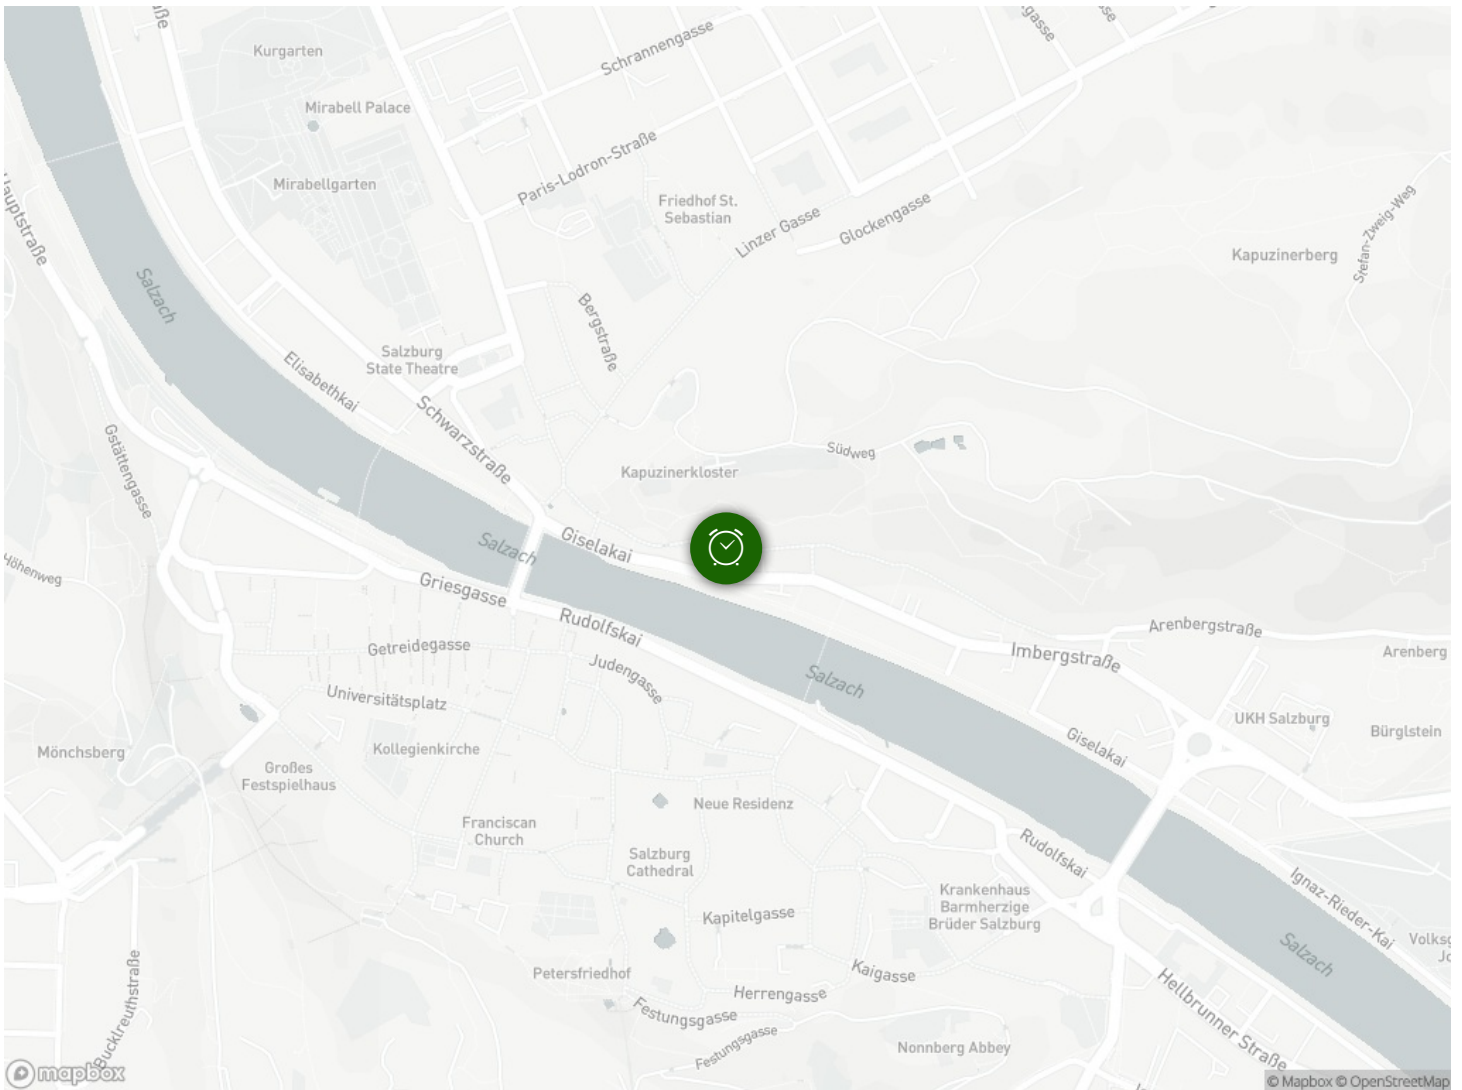 Kurgarten
Schrannengasse
Mirabell Palace
Mirabellgarten
Paris-Lodron-Straße
Friedhof St.
Sebastian
Linzer Gasse
Glockengasse
Kapuzinerberg
Stefan-Zweig-Weg
Hauptstraße
Salzach
Bergstraße
Salzburg
State Theatre
Elisabethkai
Schwarzstraße
Gstättengasse
Südweg
Kapuzinerkloster
Salzach
Giselakai
Höhenweg
Griesgasse
Rudolfskai
Getreidegasse
Judengasse
Arenbergstraße
Imbergstraße
Arenberg
Salzach
Universitätsplatz
Kollegienkirche
UKH Salzburg
Bürglstein
Giselakai
Mönchsberg
Großes
Festspielhaus
Neue Residenz
Franciscan
Church
Salzburg
Cathedral
Rudolfskai
Krankenhaus
Barmherzige
Brüder Salzburg
Ignaz-Rieder-Kai
Kapitelgasse
Salzach
Petersfriedhof
Kaigasse
Herrengasse
Festungsgasse
Festungsgasse
Hellbrunner Straße
Nonnberg Abbey
Bucklreuthstraße
mapbox
© Mapbox © OpenStreetMap